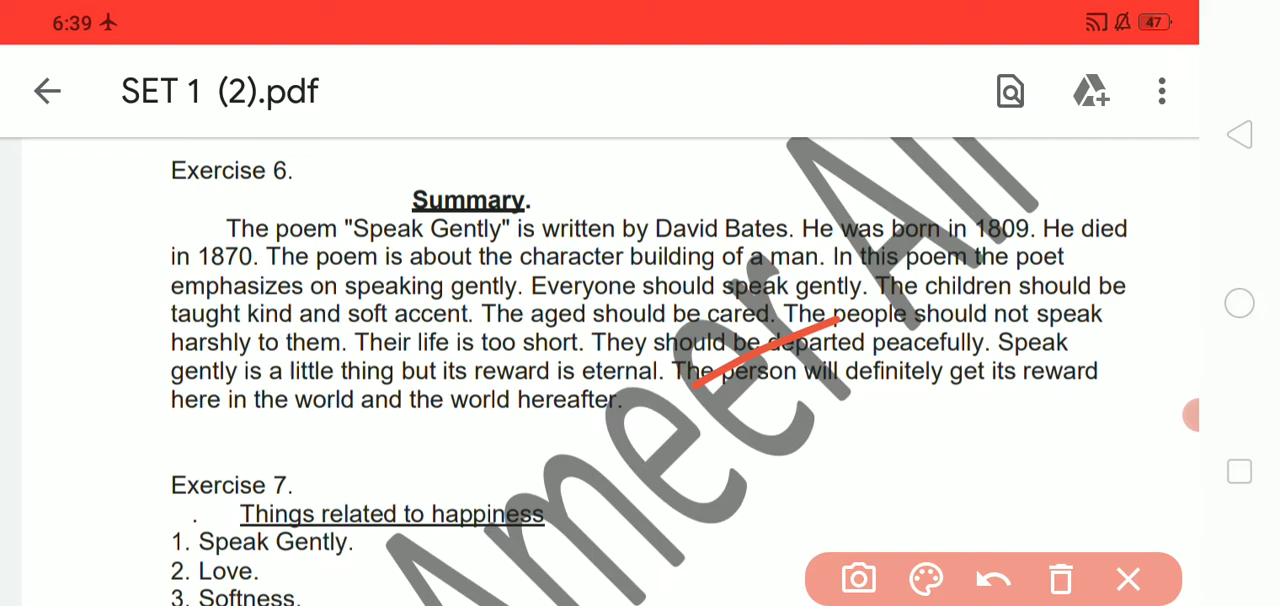 6:39
47
SET 1 (2).pdf
Exercise 6.
Summary.
The poem "Speak Gently" is written by David Bates. He was born in 1809. He died
in 1870. The poem is about the character building of a man. In this poem the poet
emphasizes on speaking gently. Everyone should speak gently. The children should be
taught kind and soft accent. The aged should be cared. The people should not speak
harshly to them. Their life is too short. They should be departed peacefully. Speak
gently is a little thing but its reward is eternal. The person will definitely get its reward
here in the world and the world hereafter.
Exercise 7.
. Things related to happiness
1. Speak Gently.
2. Love.
3. Softness.
Ameer Ali